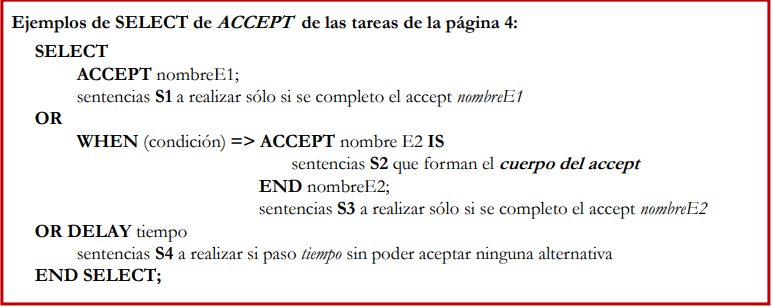 Ejemplos de SELECT de ACCEPT de las tareas de la página 4:
SELECT
ACCEPT nombreE1;
sentencias S1 a realizar sólo si se completo el accept nombreE1
OR
WHEN (condición) => ACCEPT nombre E2 IS
sentencias S2 que forman el cuerpo del accept
END nombreE2;
sentencias S3 a realizar sólo si se completo el accept nombreE2
OR DELAY tiempo
sentencias S4 a realizar si paso tiempo sin poder aceptar ninguna alternativa
END SELECT;